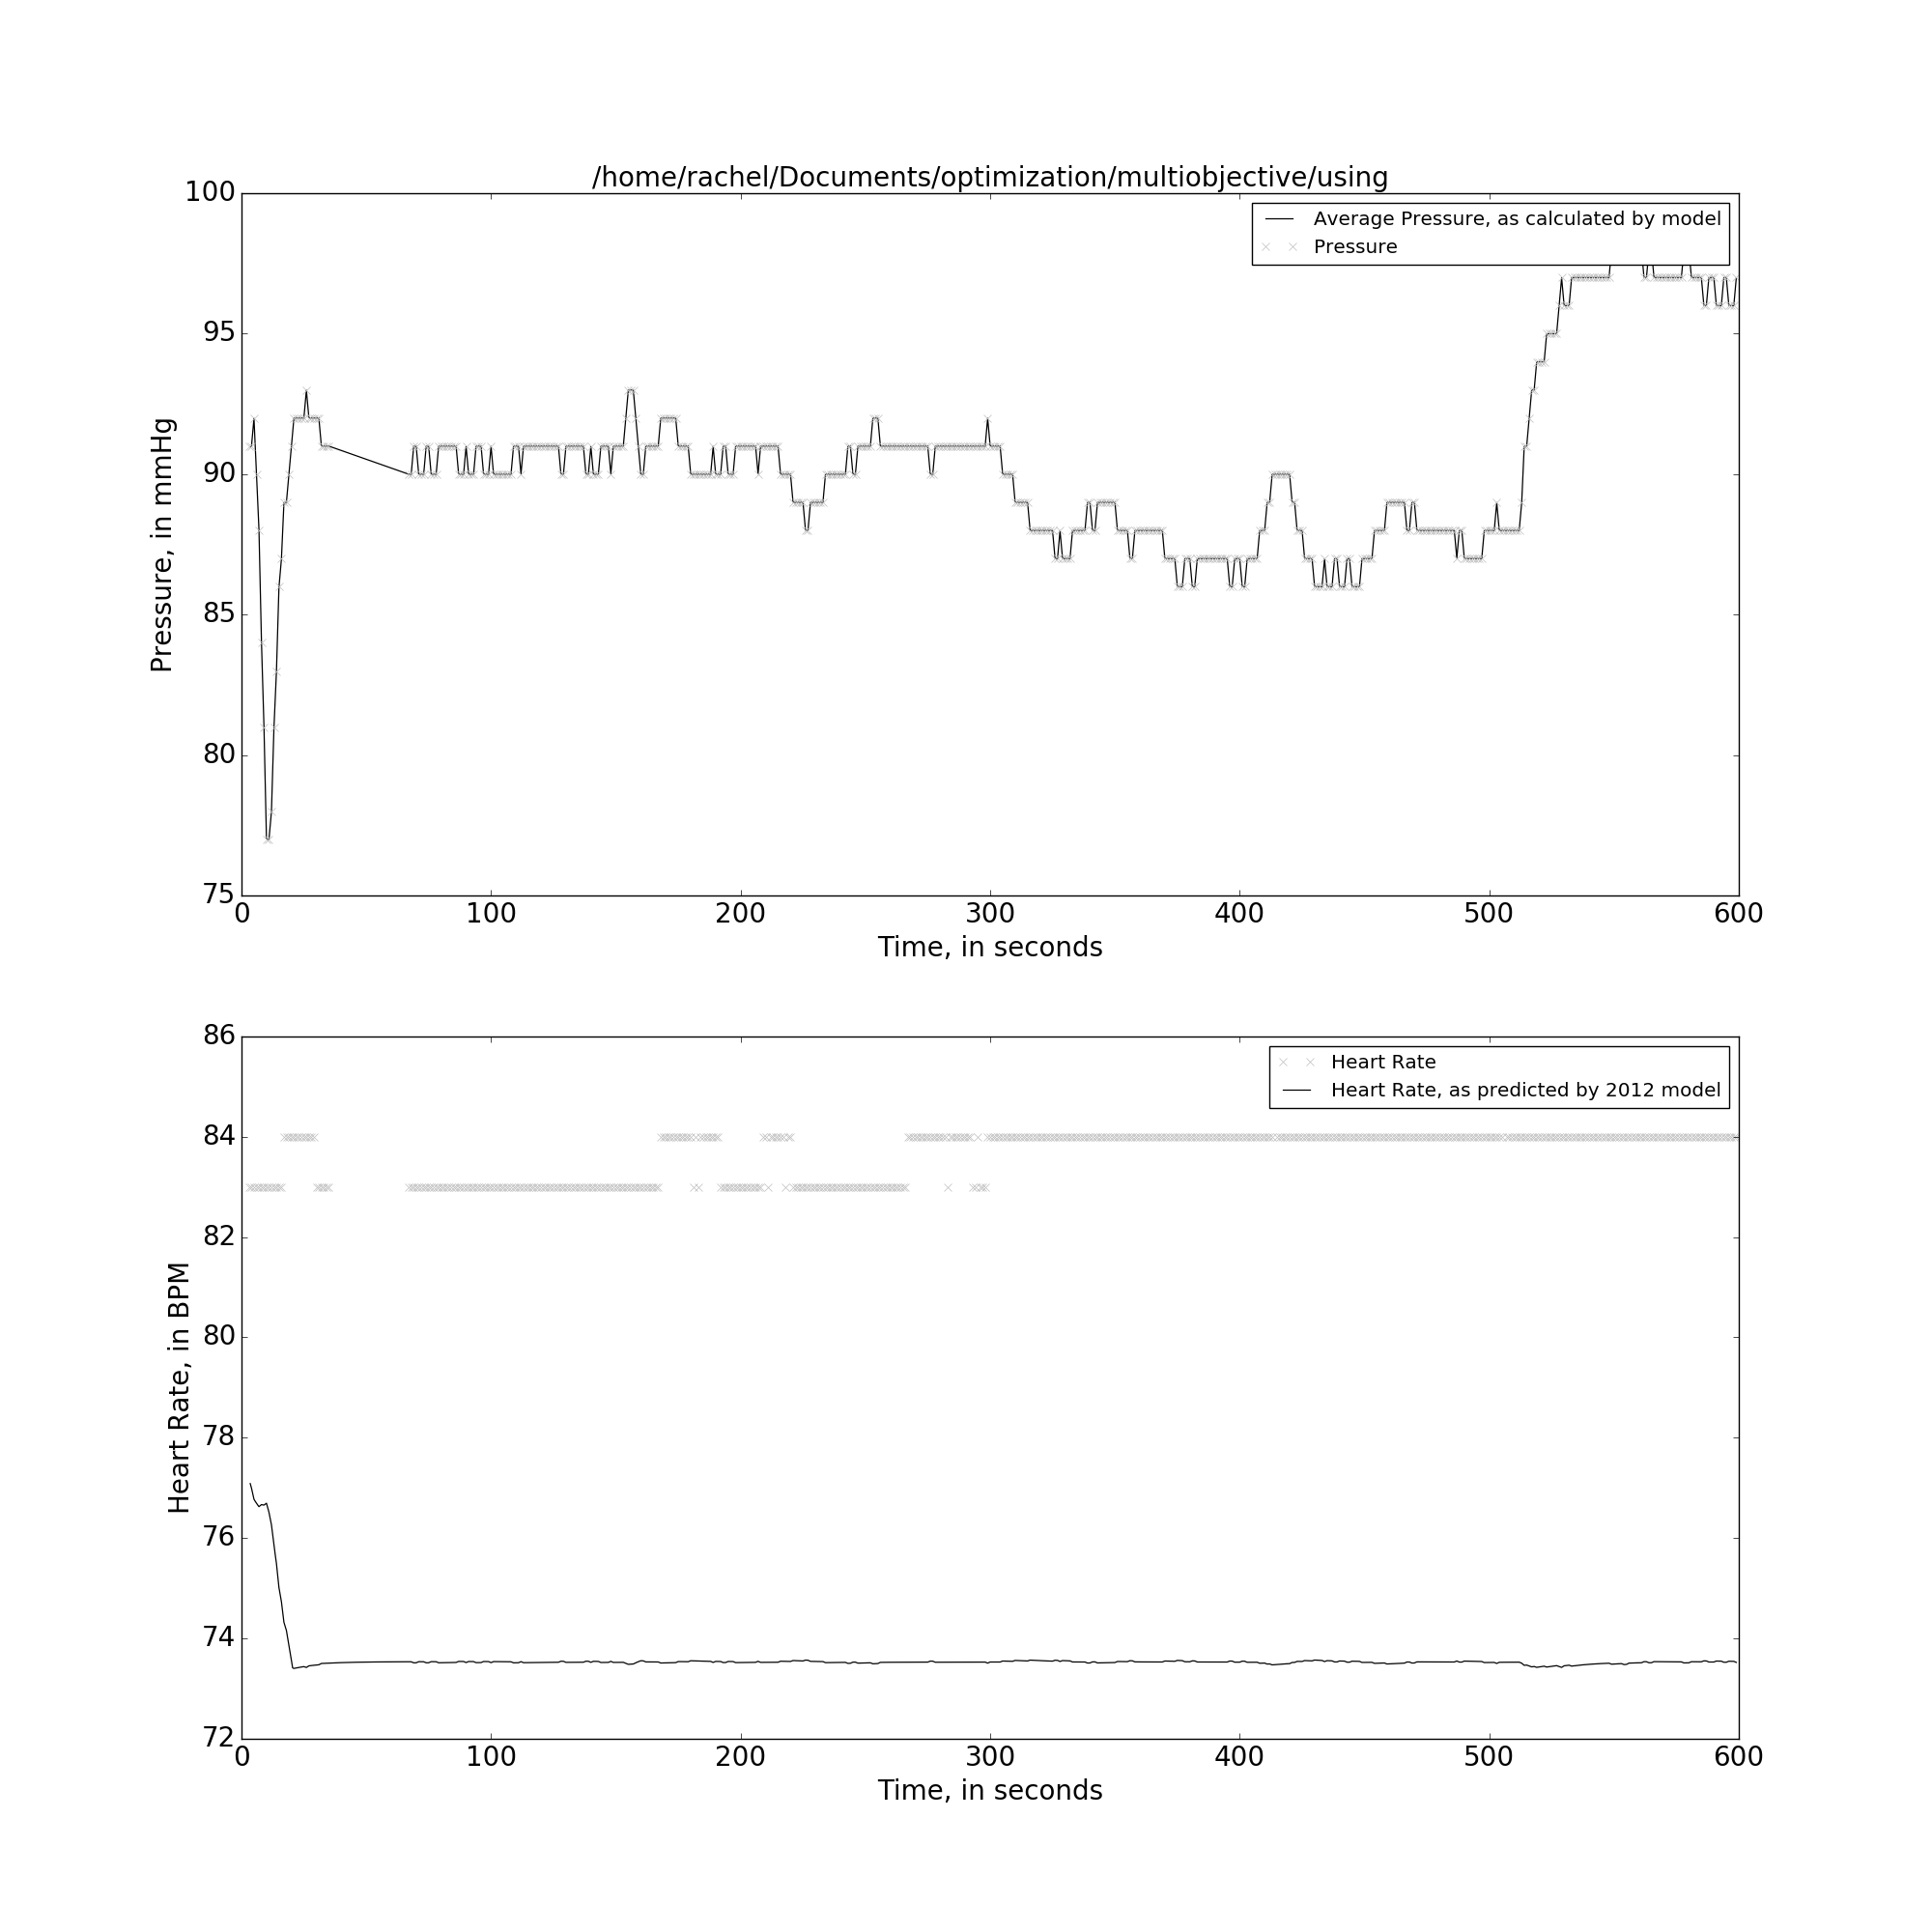 /home/rachel/Documents/optimization/multiobjective/using
100
95
90
85
80
75
Pressure, in mmHg
Average Pressure, as calculated by model
Pressure
0 100 200 300 400 500 600
Time, in seconds
86
84
82
80
78
76
74
72
Heart Rate, in BPM
Heart Rate
Heart Rate, as predicted by 2012 model
0 100 200 300 400 500 600
Time, in seconds